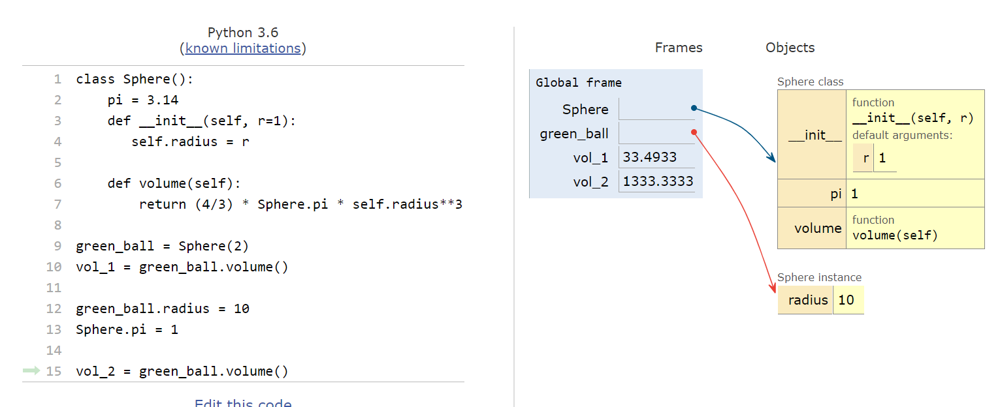 Python 3.6
(known limitations)
1 class Sphere():
2     pi = 3.14
3     def __init__(self, r=1):
4        self.radius = r
5
6     def volume(self):
7         return (4/3) * Sphere.pi * self.radius**3
8
9 green_ball = Sphere(2)
10 vol_1 = green_ball.volume()
11
12 green_ball.radius = 10
13 Sphere.pi = 1
14
15 vol_2 = green_ball.volume()
Edit this code
Frames
Objects
Global frame
Sphere
green_ball
vol_1 33.4933
vol_2 1333.3333
Sphere class
__init__
function
__init__(self, r)
default arguments:
r 1
pi 1
volume
function
volume(self)
Sphere instance
radius 10